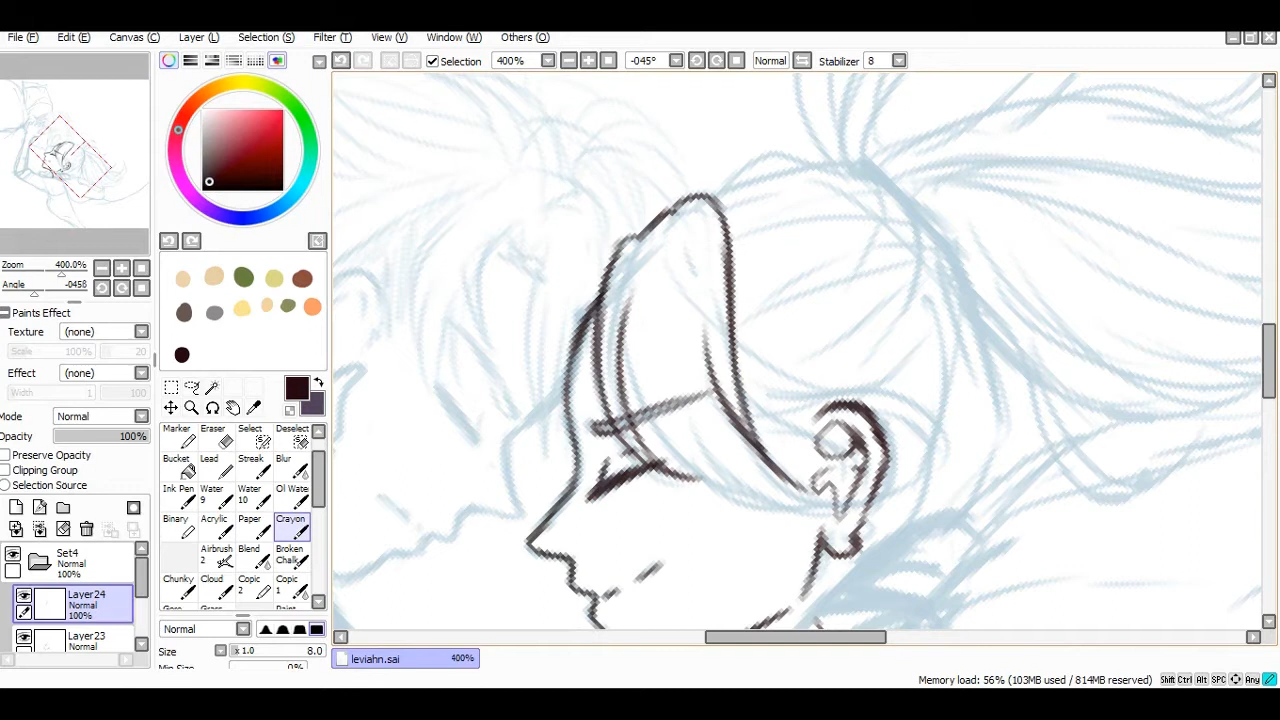 File (F) Edit (E) Canvas (C) Layer (L) Selection (S) Filter (T) View (V) Window (W) Others (O)
Selection 400% -045° Normal Stabilizer 8
Zoom 400.0%
Angle -045θ
Paints Effect
Texture (none)
Scale 100% 20
Effect (none)
Width 1 100
Mode Normal
Opacity 100%
Preserve Opacity
Clipping Group
Selection Source
Set4
Normal
100%
Layer24
Normal
100%
Layer23
Normal
Marker Eraser Select Deselect
Bucket Lead Streak Blur
Ink Pen Water 9 Water 10 Ol Water
Binary Acrylic Paper Crayon
Airbrush 2 Blend Broken Chalk
Chunky Cloud Copic 2 Copic 1
Normal
Size x 1.0 8.0
Min Size 0%
leviahn.sai 400%
Memory load: 56% (103MB used / 814MB reserved) Shift Ctrl Alt SPC Any